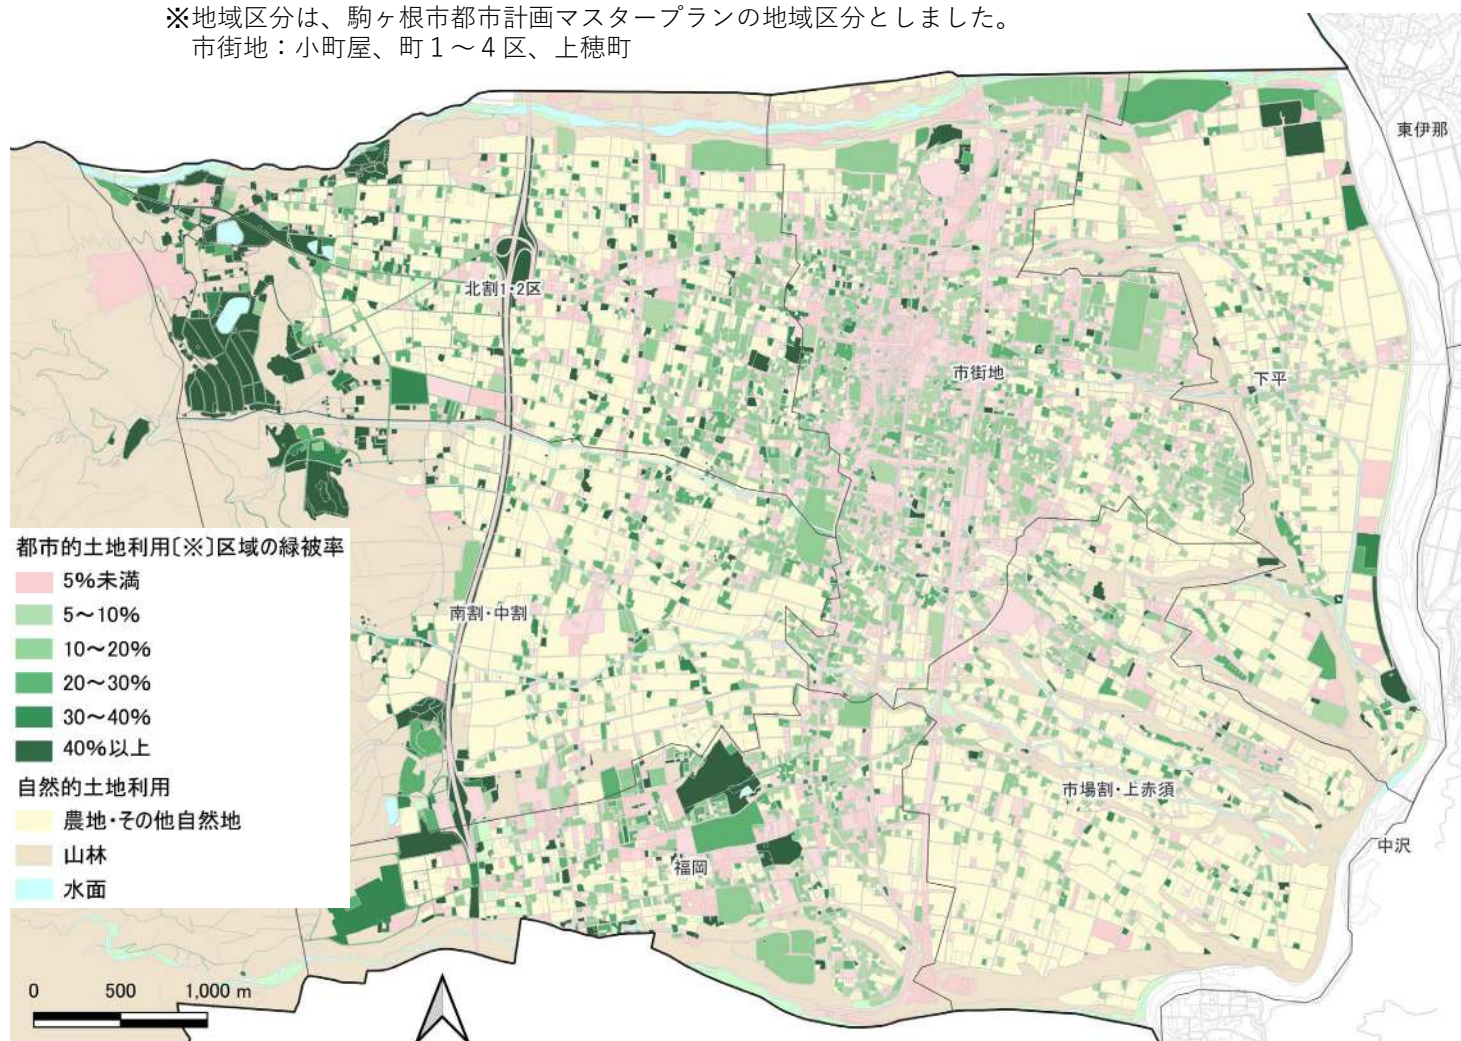 ※地域区分は、駒ヶ根市都市計画マスタープランの地域区分としました。
市街地：小町屋、町１～４区、上穂町
東伊那
北割1・2区
市街地
下平
都市的土地利用〔※〕区域の緑被率
5%未満
5～10%
10～20%
20～30%
30～40%
40%以上
自然的土地利用
農地・その他自然地
山林
水面
南割・中割
市場割・上赤須
中沢
福岡
0 500 1,000 m